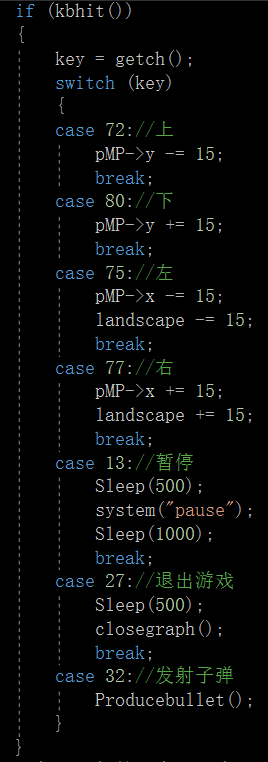 if (kbhit())
{
key = getch();
switch (key)
{
case 72://上
pMP->y -= 15;
break;
case 80://下
pMP->y += 15;
break;
case 75://左
pMP->x -= 15;
landscape -= 15;
break;
case 77://右
pMP->x += 15;
landscape += 15;
break;
case 13://暂停
Sleep(500);
system("pause");
Sleep(1000);
break;
case 27://退出游戏
Sleep(500);
closegraph();
break;
case 32://发射子弹
Producebullet();
}
}